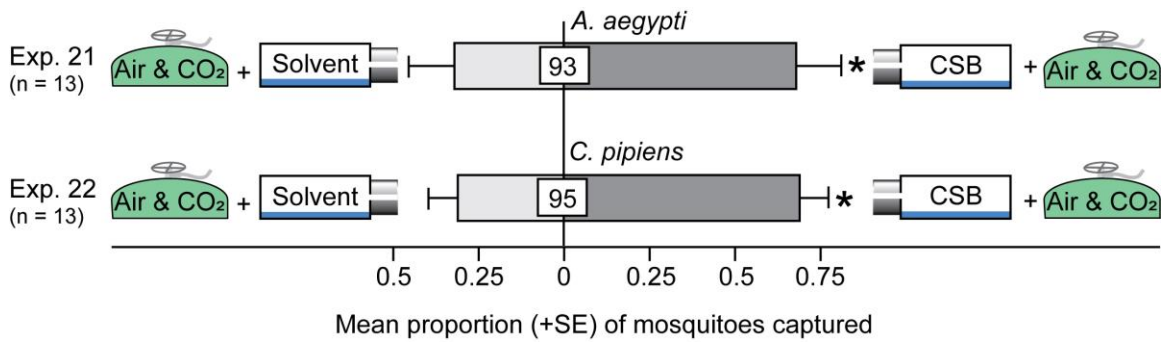 A. aegypti
Exp. 21
(n = 13)
Air & CO₂ + Solvent 93 * CSB + Air & CO₂
C. pipiens
Exp. 22
(n = 13)
Air & CO₂ + Solvent 95 * CSB + Air & CO₂
0.5 0.25 0 0.25 0.5 0.75
Mean proportion (+SE) of mosquitoes captured